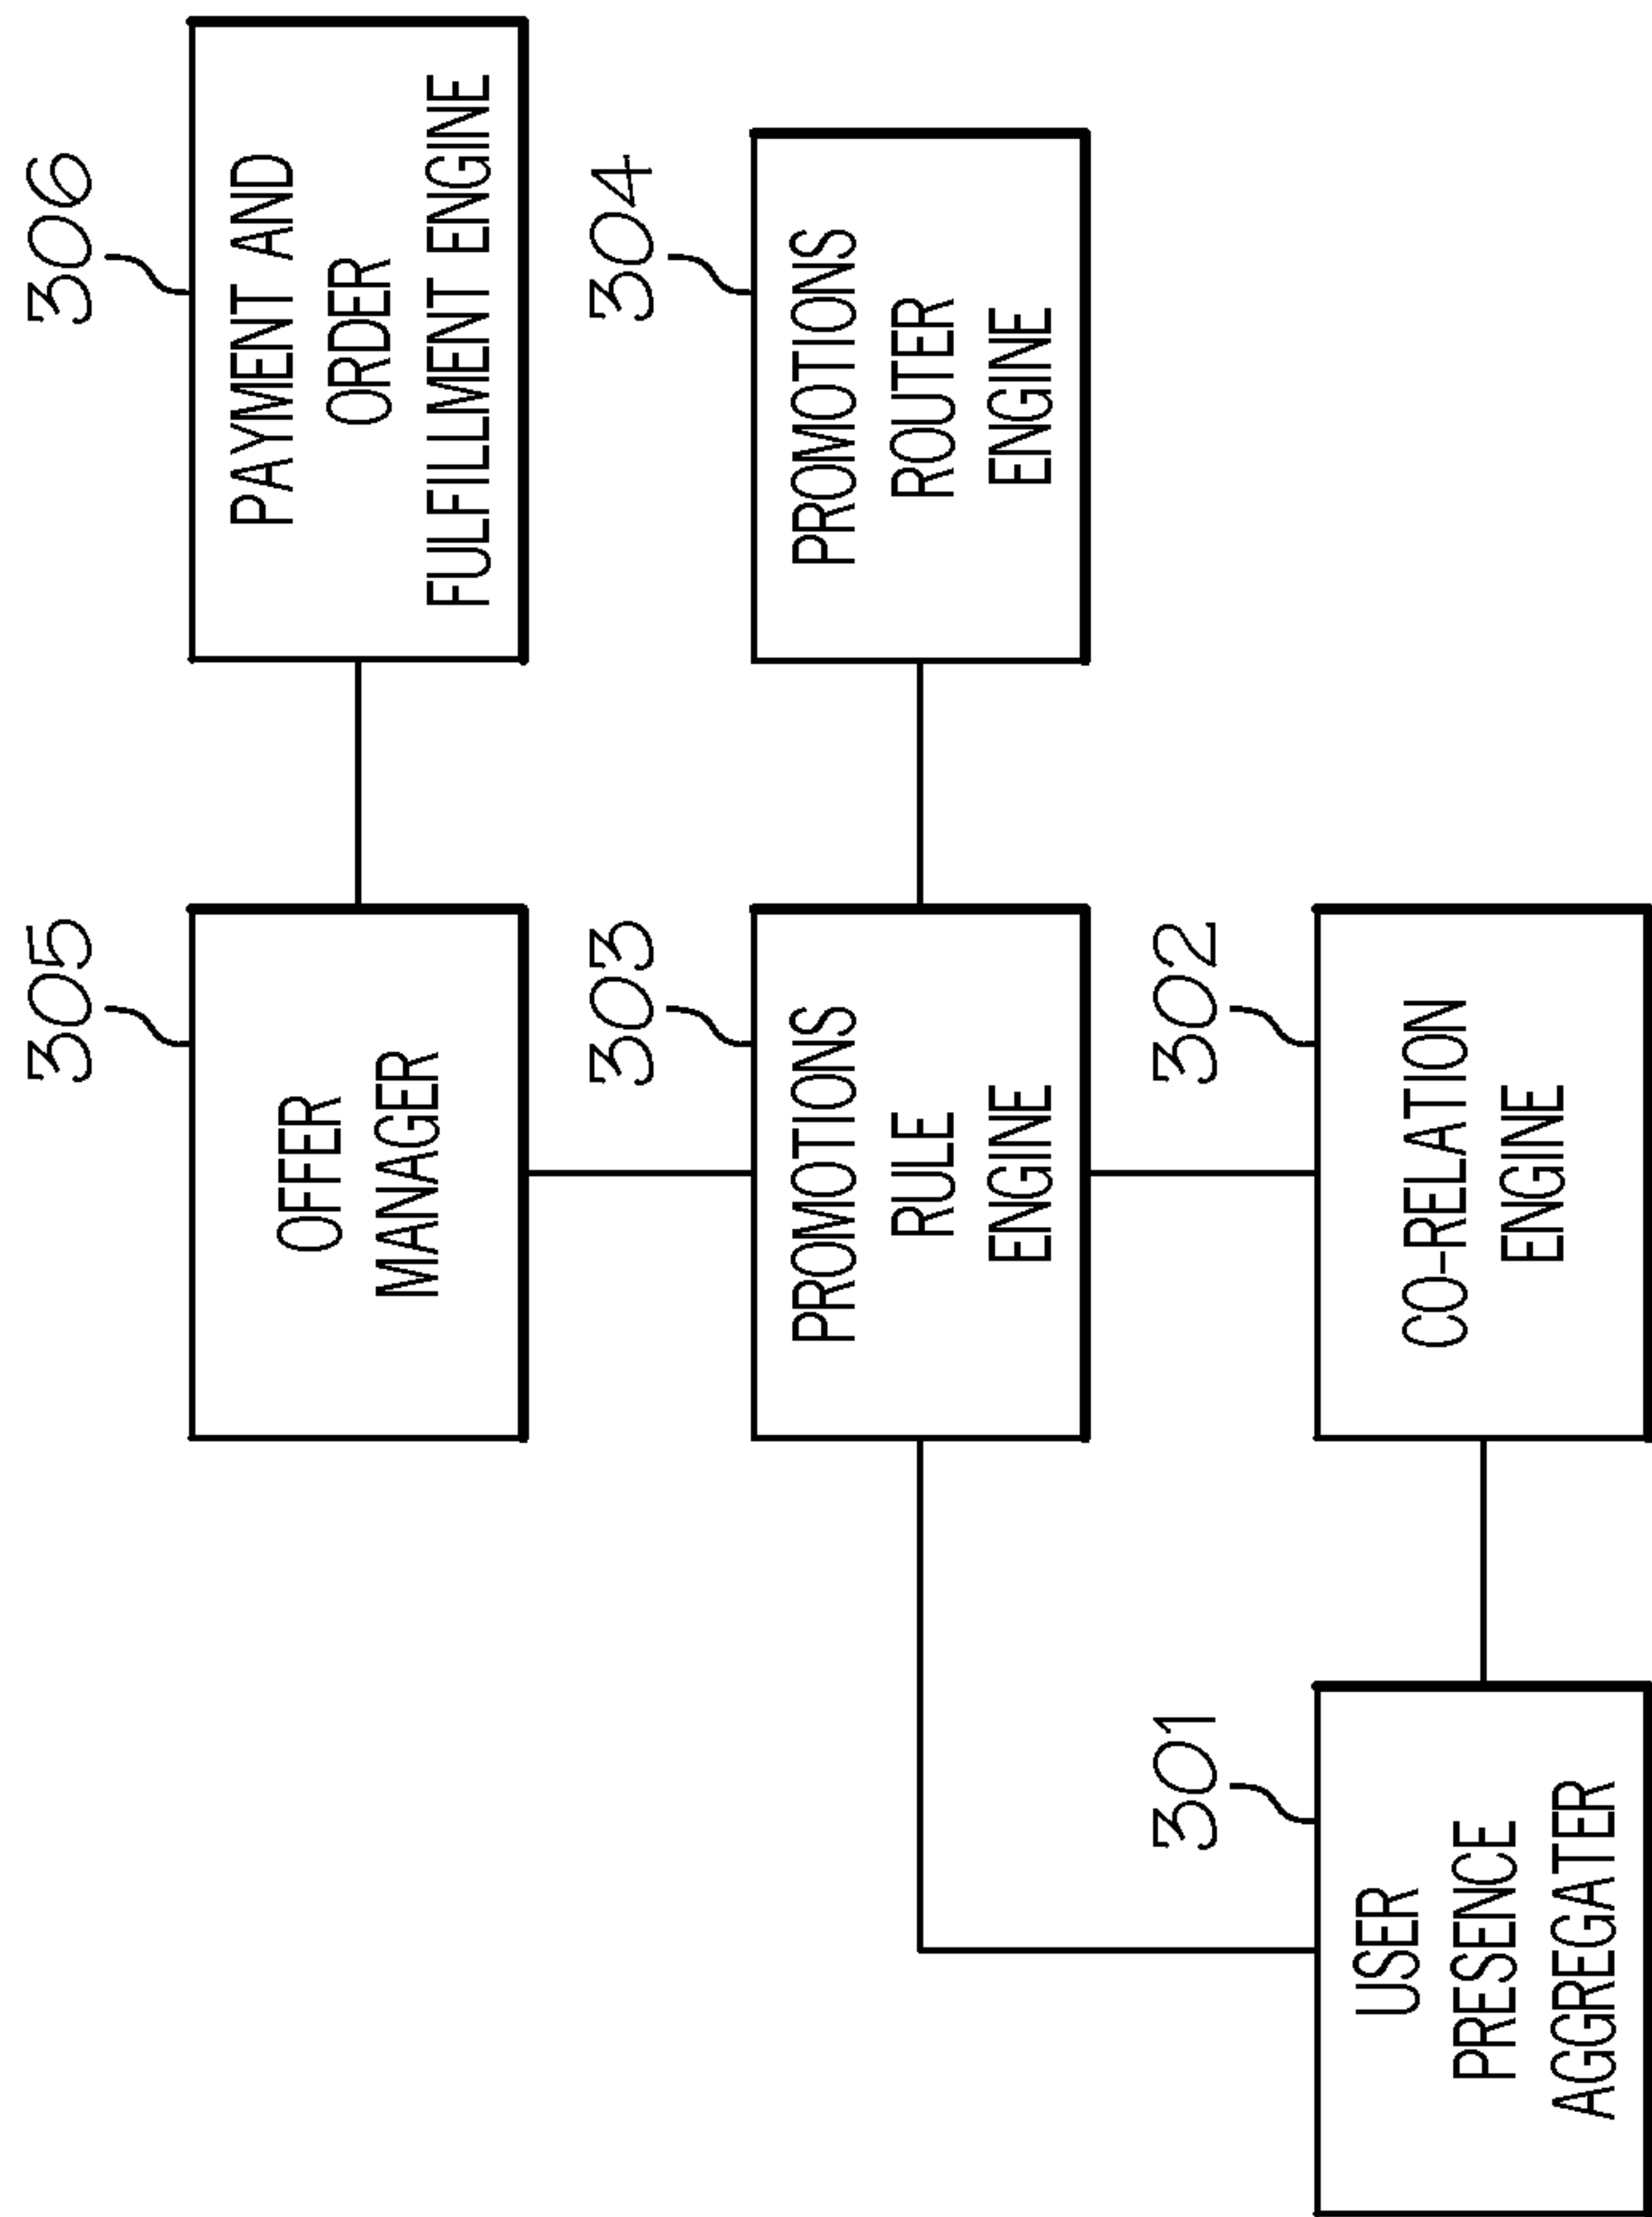 305
OFFER
MANAGER
306
PAYMENT AND
ORDER
FULFILLMENT ENGINE
303
PROMOTIONS
RULE
ENGINE
304
PROMOTIONS
ROUTER
ENGINE
301
USER
PRESENCE
AGGREGATER
302
CO-RELATION
ENGINE